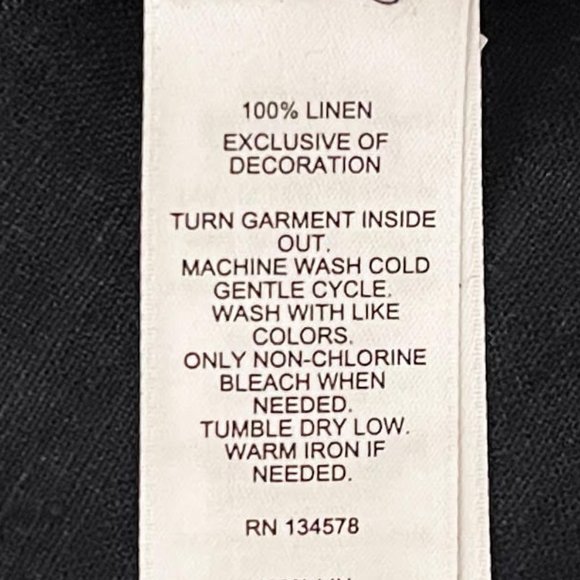 100% LINEN
EXCLUSIVE OF
DECORATION
TURN GARMENT INSIDE
OUT.
MACHINE WASH COLD
GENTLE CYCLE.
WASH WITH LIKE
COLORS.
ONLY NON-CHLORINE
BLEACH WHEN
NEEDED.
TUMBLE DRY LOW.
WARM IRON IF
NEEDED.
RN 134578